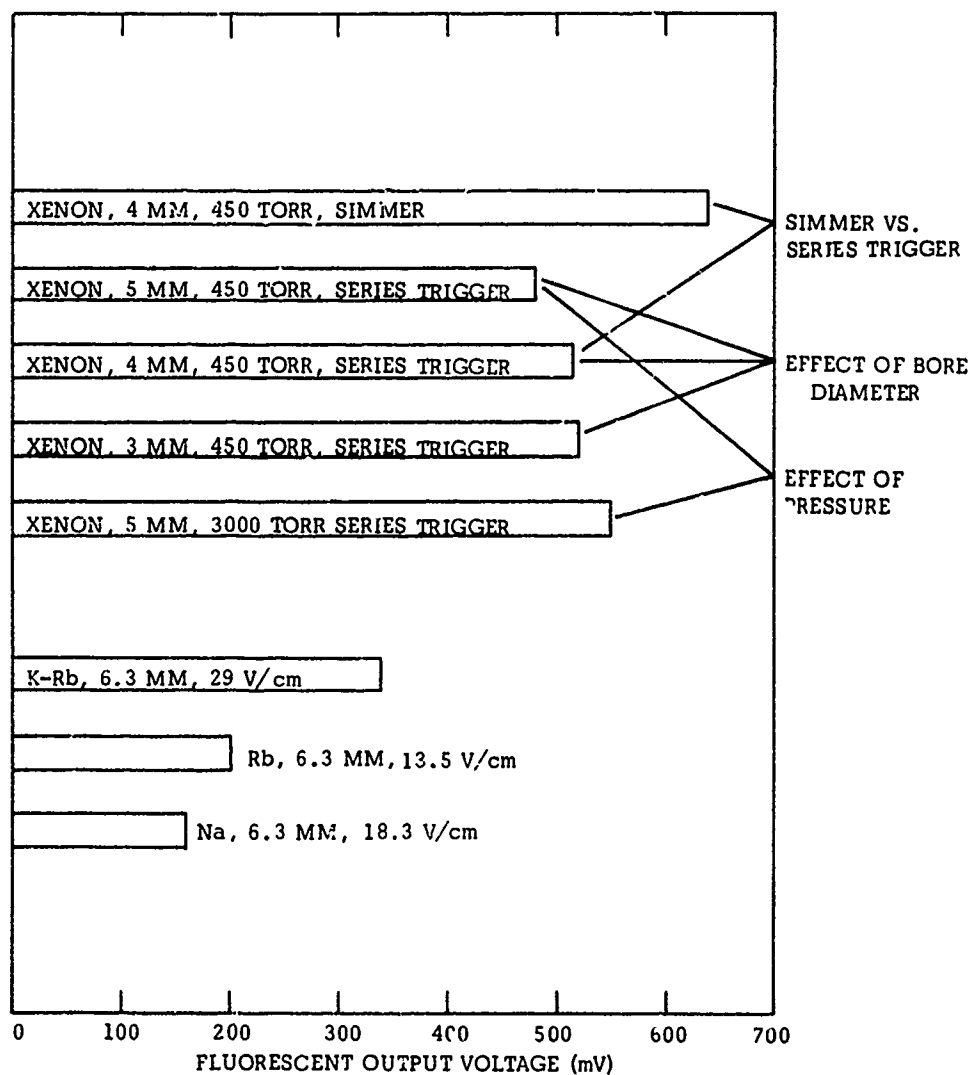 XENON, 4 MM, 450 TORR, SIMMER
SIMMER VS.
SERIES TRIGGER
XENON, 5 MM, 450 TORR, SERIES TRIGGER
XENON, 4 MM, 450 TORR, SERIES TRIGGER
EFFECT OF BORE
DIAMETER
XENON, 3 MM, 450 TORR, SERIES TRIGGER
EFFECT OF
PRESSURE
XENON, 5 MM, 3000 TORR SERIES TRIGGER
K-Rb, 6.3 MM, 29 V/cm
Rb, 6.3 MM, 13.5 V/cm
Na, 6.3 MM, 18.3 V/cm
0 100 200 300 400 500 600 700
FLUORESCENT OUTPUT VOLTAGE (mV)